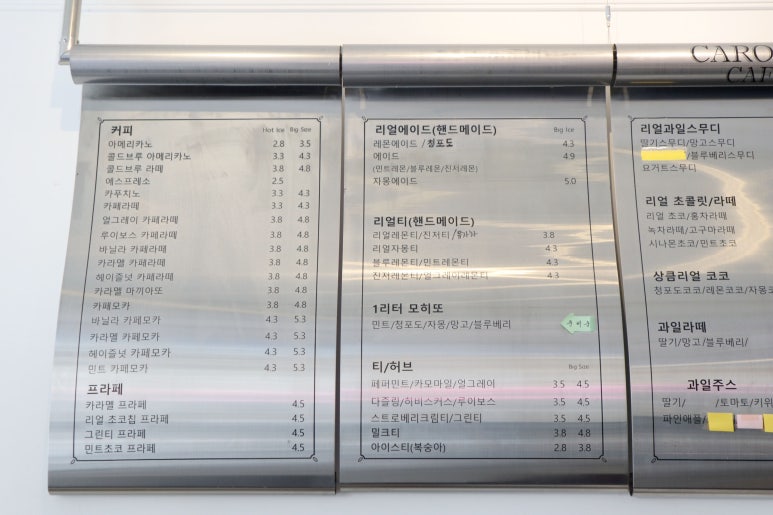 커피 Hot Ice Big Size
아메리카노 2.8 3.5
콜드브루 아메리카노 3.3 4.3
콜드브루 라떼 3.8 4.8
에스프레소 2.5
카푸치노 3.3 4.3
카페라떼 3.3 4.3
얼그레이 카페라떼 3.8 4.8
루이보스 카페라떼 3.8 4.8
바닐라 카페라떼 3.8 4.8
카라멜 카페라떼 3.8 4.8
헤이즐넛 카페라떼 3.8 4.8
카라멜 마끼아또 3.8 4.8
카페모카 3.8 4.8
바닐라 카페모카 4.3 5.3
카라멜 카페모카 4.3 5.3
헤이즐넛 카페모카 4.3 5.3
민트 카페모카 4.3 5.3
프라페
카라멜 프라페 4.5
리얼 초코칩 프라페 4.5
그린티 프라페 4.5
민트초코 프라페 4.5
리얼에이드(핸드메이드) Big Ice
레몬에이드 / 청포도 4.3
에이드 4.9
(민트레몬/블루레몬/진저레몬)
자몽에이드 5.0
리얼티(핸드메이드)
리얼레몬티/진저티 / 3.8
리얼자몽티 4.3
블루레몬티/민트레몬티 4.3
진저레몬티/얼그레이레몬티 4.3
1리터 모히또
민트/청포도/자몽/망고/블루베리
티/허브 Big Size
페퍼민트/카모마일/얼그레이 3.5 4.5
다즐링/히비스커스/루이보스 3.5 4.5
스트로베리크림티/그린티 3.5 4.5
밀크티 3.8 4.8
아이스티(복숭아) 2.8 3.8
CARO
CAF
리얼과일스무디
딸기스무디/망고스무디
/블루베리스무디
요거트스무디
리얼 초콜릿/라떼
리얼 초코/홍차라떼
녹차라떼/고구마라떼
시나몬초코/민트초코
상큼리얼 코코
청포도코코/레몬코코/자몽코
과일라떼
딸기/망고/블루베리/
과일주스
딸기/ /토마토/키위
파인애플/